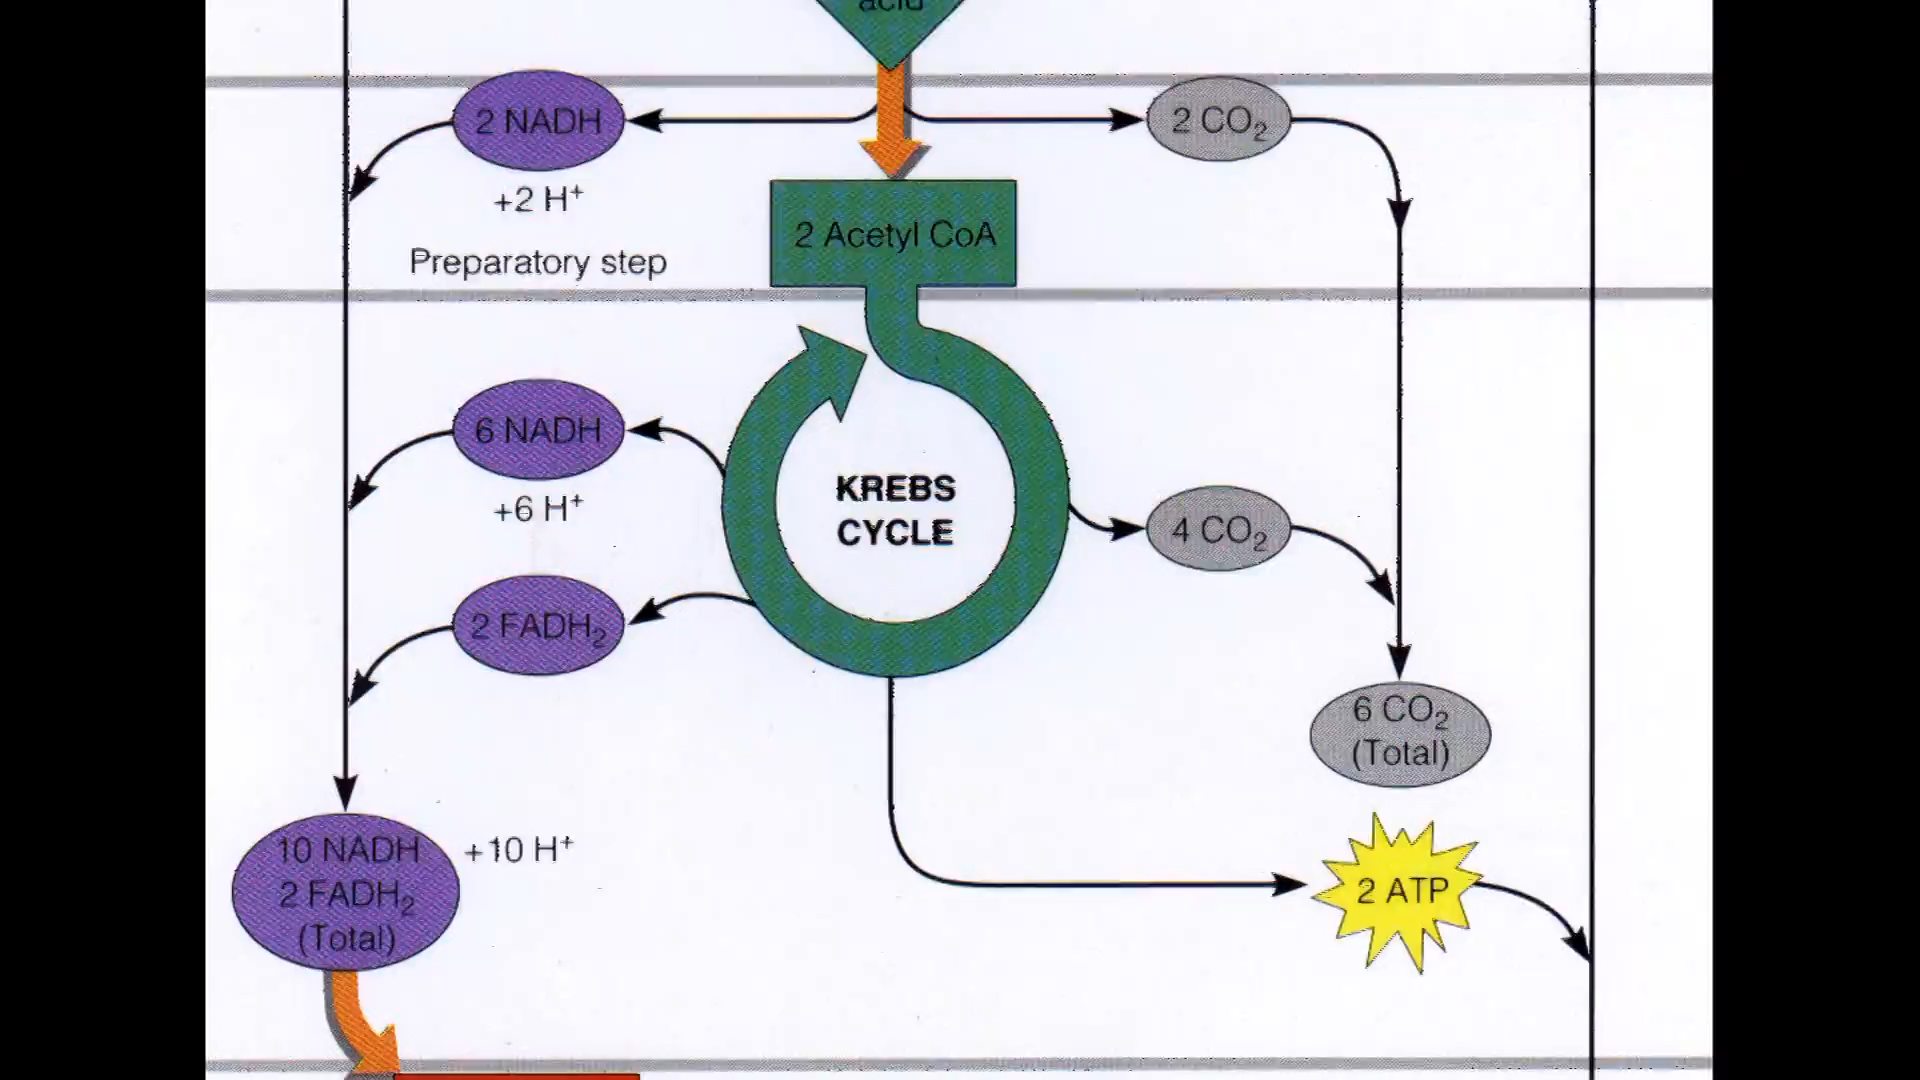 acid
2 NADH
2 CO₂
+2 H⁺
2 Acetyl CoA
Preparatory step
6 NADH
+6 H⁺
KREBS
CYCLE
4 CO₂
2 FADH₂
6 CO₂
(Total)
10 NADH
2 FADH₂
(Total)
+10 H⁺
2 ATP